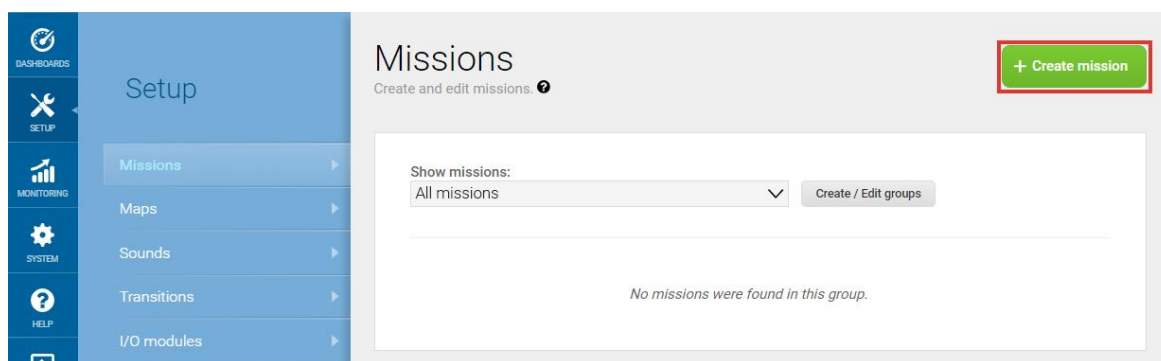 DASHBOARDS
SETUP
MONITORING
SYSTEM
HELP
Setup
Missions
Maps
Sounds
Transitions
I/O modules
Missions
Create and edit missions. ?
+ Create mission
Show missions:
All missions
Create / Edit groups
No missions were found in this group.